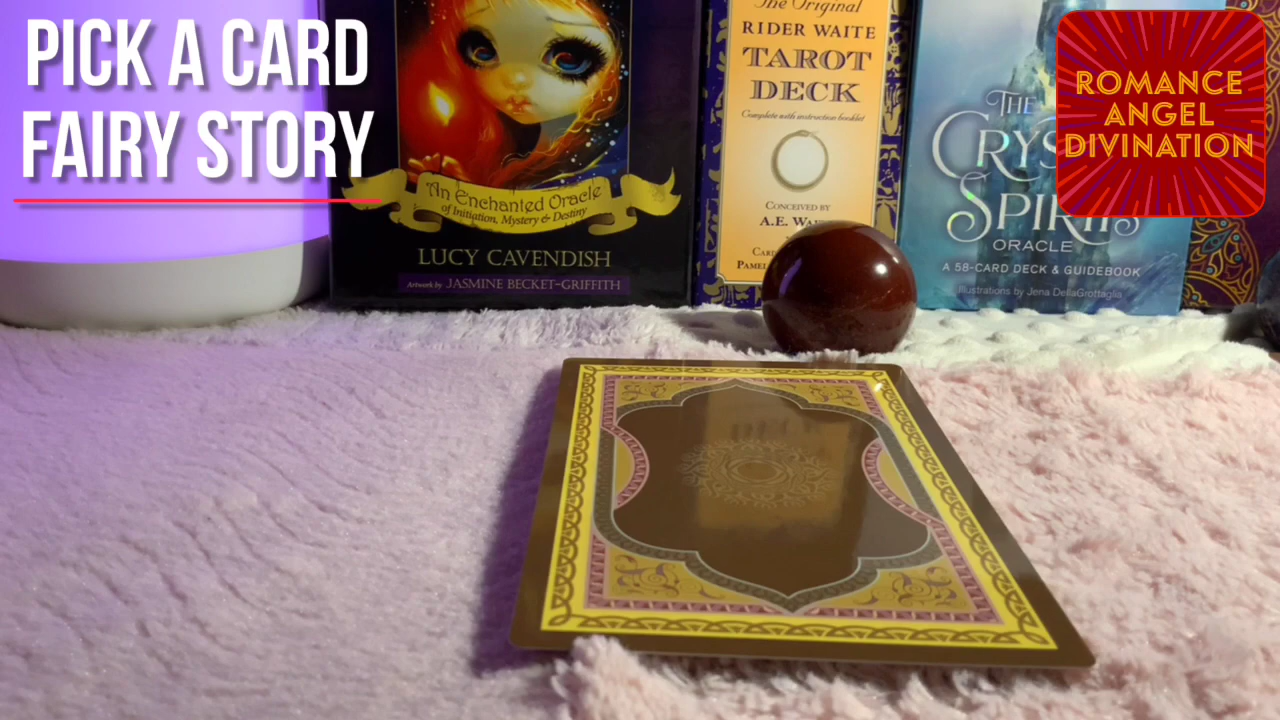 PICK A CARD
FAIRY STORY
An Enchanted Oracle
of Initiation, Mystery & Destiny
LUCY CAVENDISH
Artwork by JASMINE BECKET-GRIFFITH
The Original
RIDER WAITE
TAROT
DECK
Complete with instruction booklet
CONCEIVED BY
A.E.
THE
SPIRITS
ORACLE
A 58-CARD DECK & GUIDEBOOK
Illustrations by Jena DellaGrottaglia
ROMANCE
ANGEL
DIVINATION